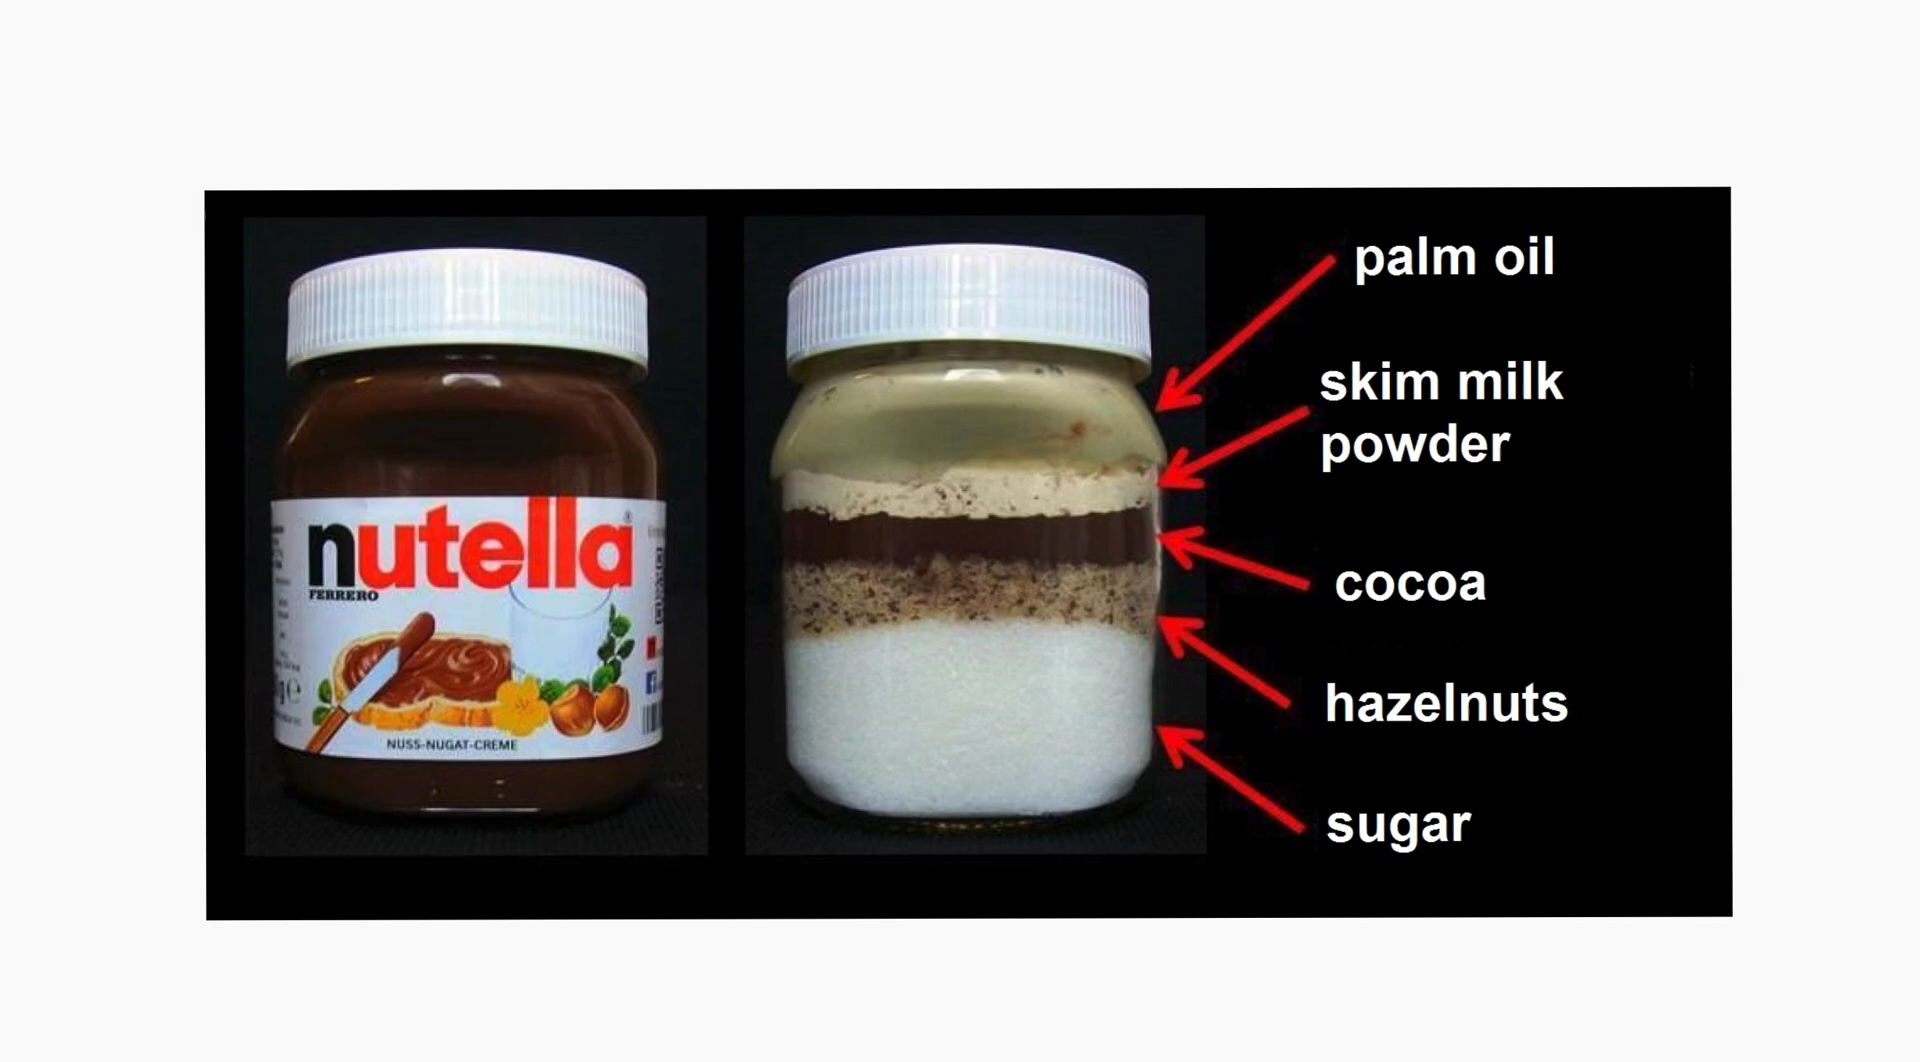 nutella
®
FERRERO
NUSS-NUGAT-CREME
palm oil
skim milk
powder
cocoa
hazelnuts
sugar